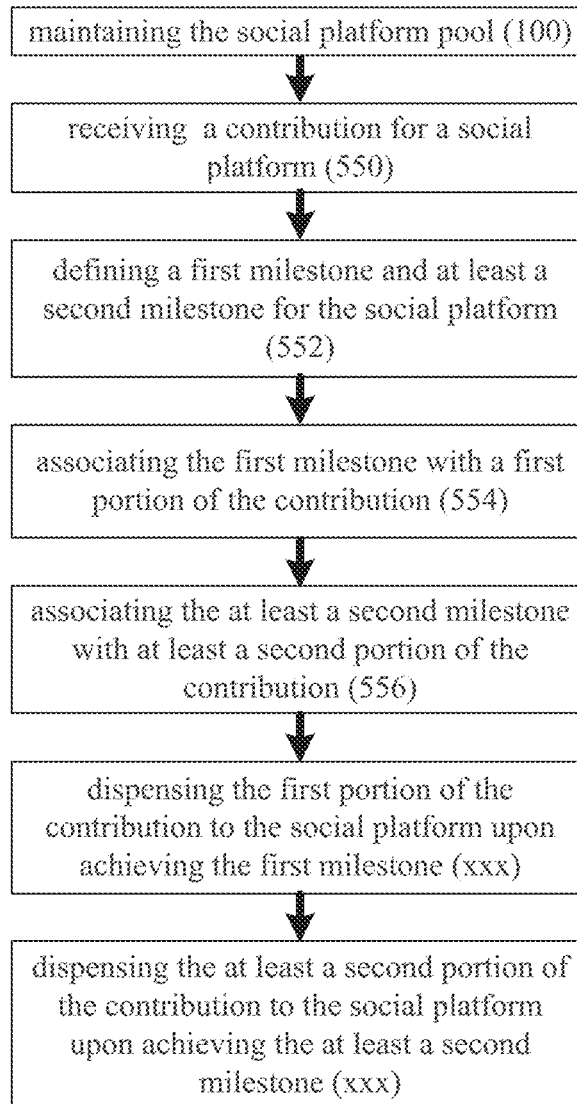 maintaining the social platform pool (100)
receiving a contribution for a social
platform (550)
defining a first milestone and at least a
second milestone for the social platform
(552)
associating the first milestone with a first
portion of the contribution (554)
associating the at least a second milestone
with at least a second portion of the
contribution (556)
dispensing the first portion of the
contribution to the social platform upon
achieving the first milestone (xxx)
dispensing the at least a second portion of
the contribution to the social platform
upon achieving the at least a second
milestone (xxx)